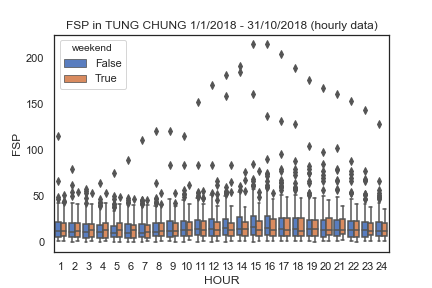 FSP in TUNG CHUNG 1/1/2018 - 31/10/2018 (hourly data)
weekend
False
True
200
150
100
50
0
FSP
1 2 3 4 5 6 7 8 9 10 11 12 13 14 15 16 17 18 19 20 21 22 23 24
HOUR